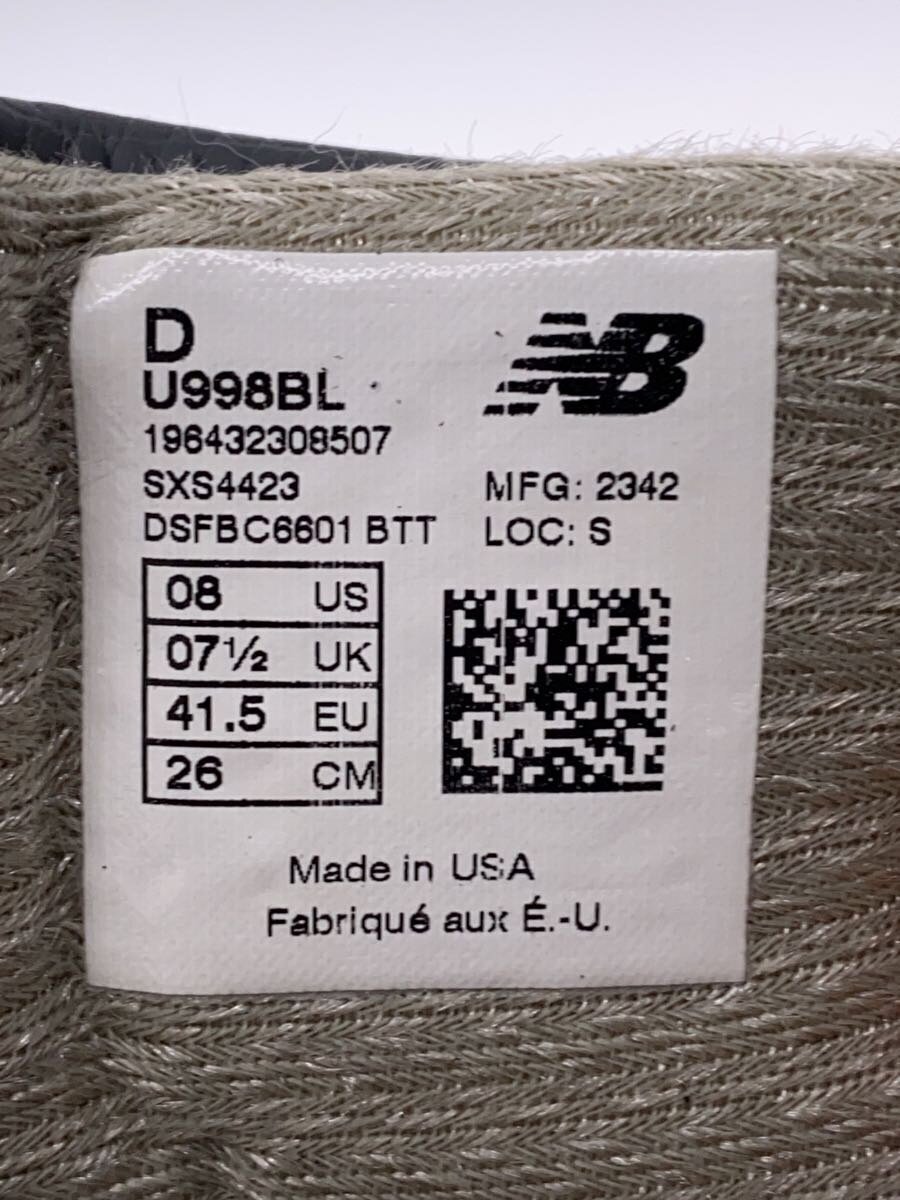 D
NB
U998BL
196432308507
SXS4423 MFG: 2342
DSFBC6601 BTT LOC: S
08 US
07½ UK
41.5 EU
26 CM
Made in USA
Fabriqué aux É.-U.